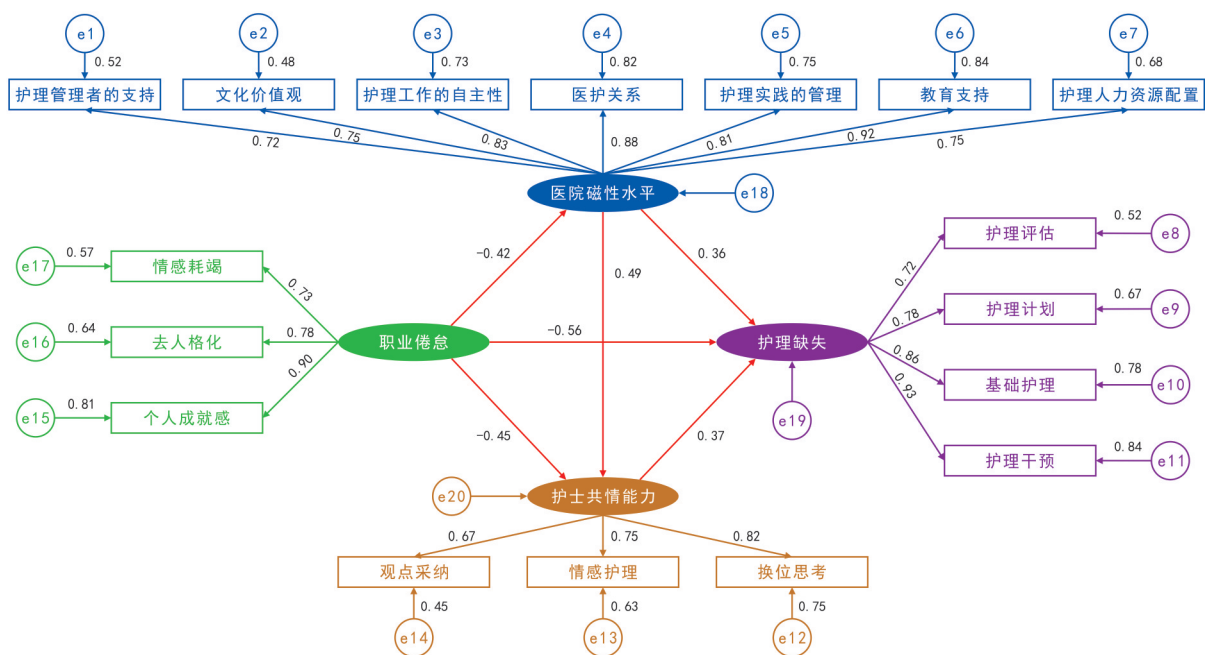 e1 e2 e3 e4 e5 e6 e7
0.52 0.48 0.73 0.82 0.75 0.84 0.68
护理管理者的支持 文化价值观 护理工作的自主性 医护关系 护理实践的管理 教育支持 护理人力资源配置
0.72 0.75 0.83 0.88 0.81 0.92 0.75
医院磁性水平 e18
e17 0.57 情感耗竭 0.73
e16 0.64 去人格化 0.78
e15 0.81 个人成就感 0.90
职业倦怠
-0.42 0.49 0.36
-0.56
-0.45 0.37
护理缺失
e19
0.72 护理评估 0.52 e8
0.78 护理计划 0.67 e9
0.86 基础护理 0.78 e10
0.93 护理干预 0.84 e11
e20 护士共情能力
0.67 0.75 0.82
观点采纳 情感护理 换位思考
0.45 0.63 0.75
e14 e13 e12